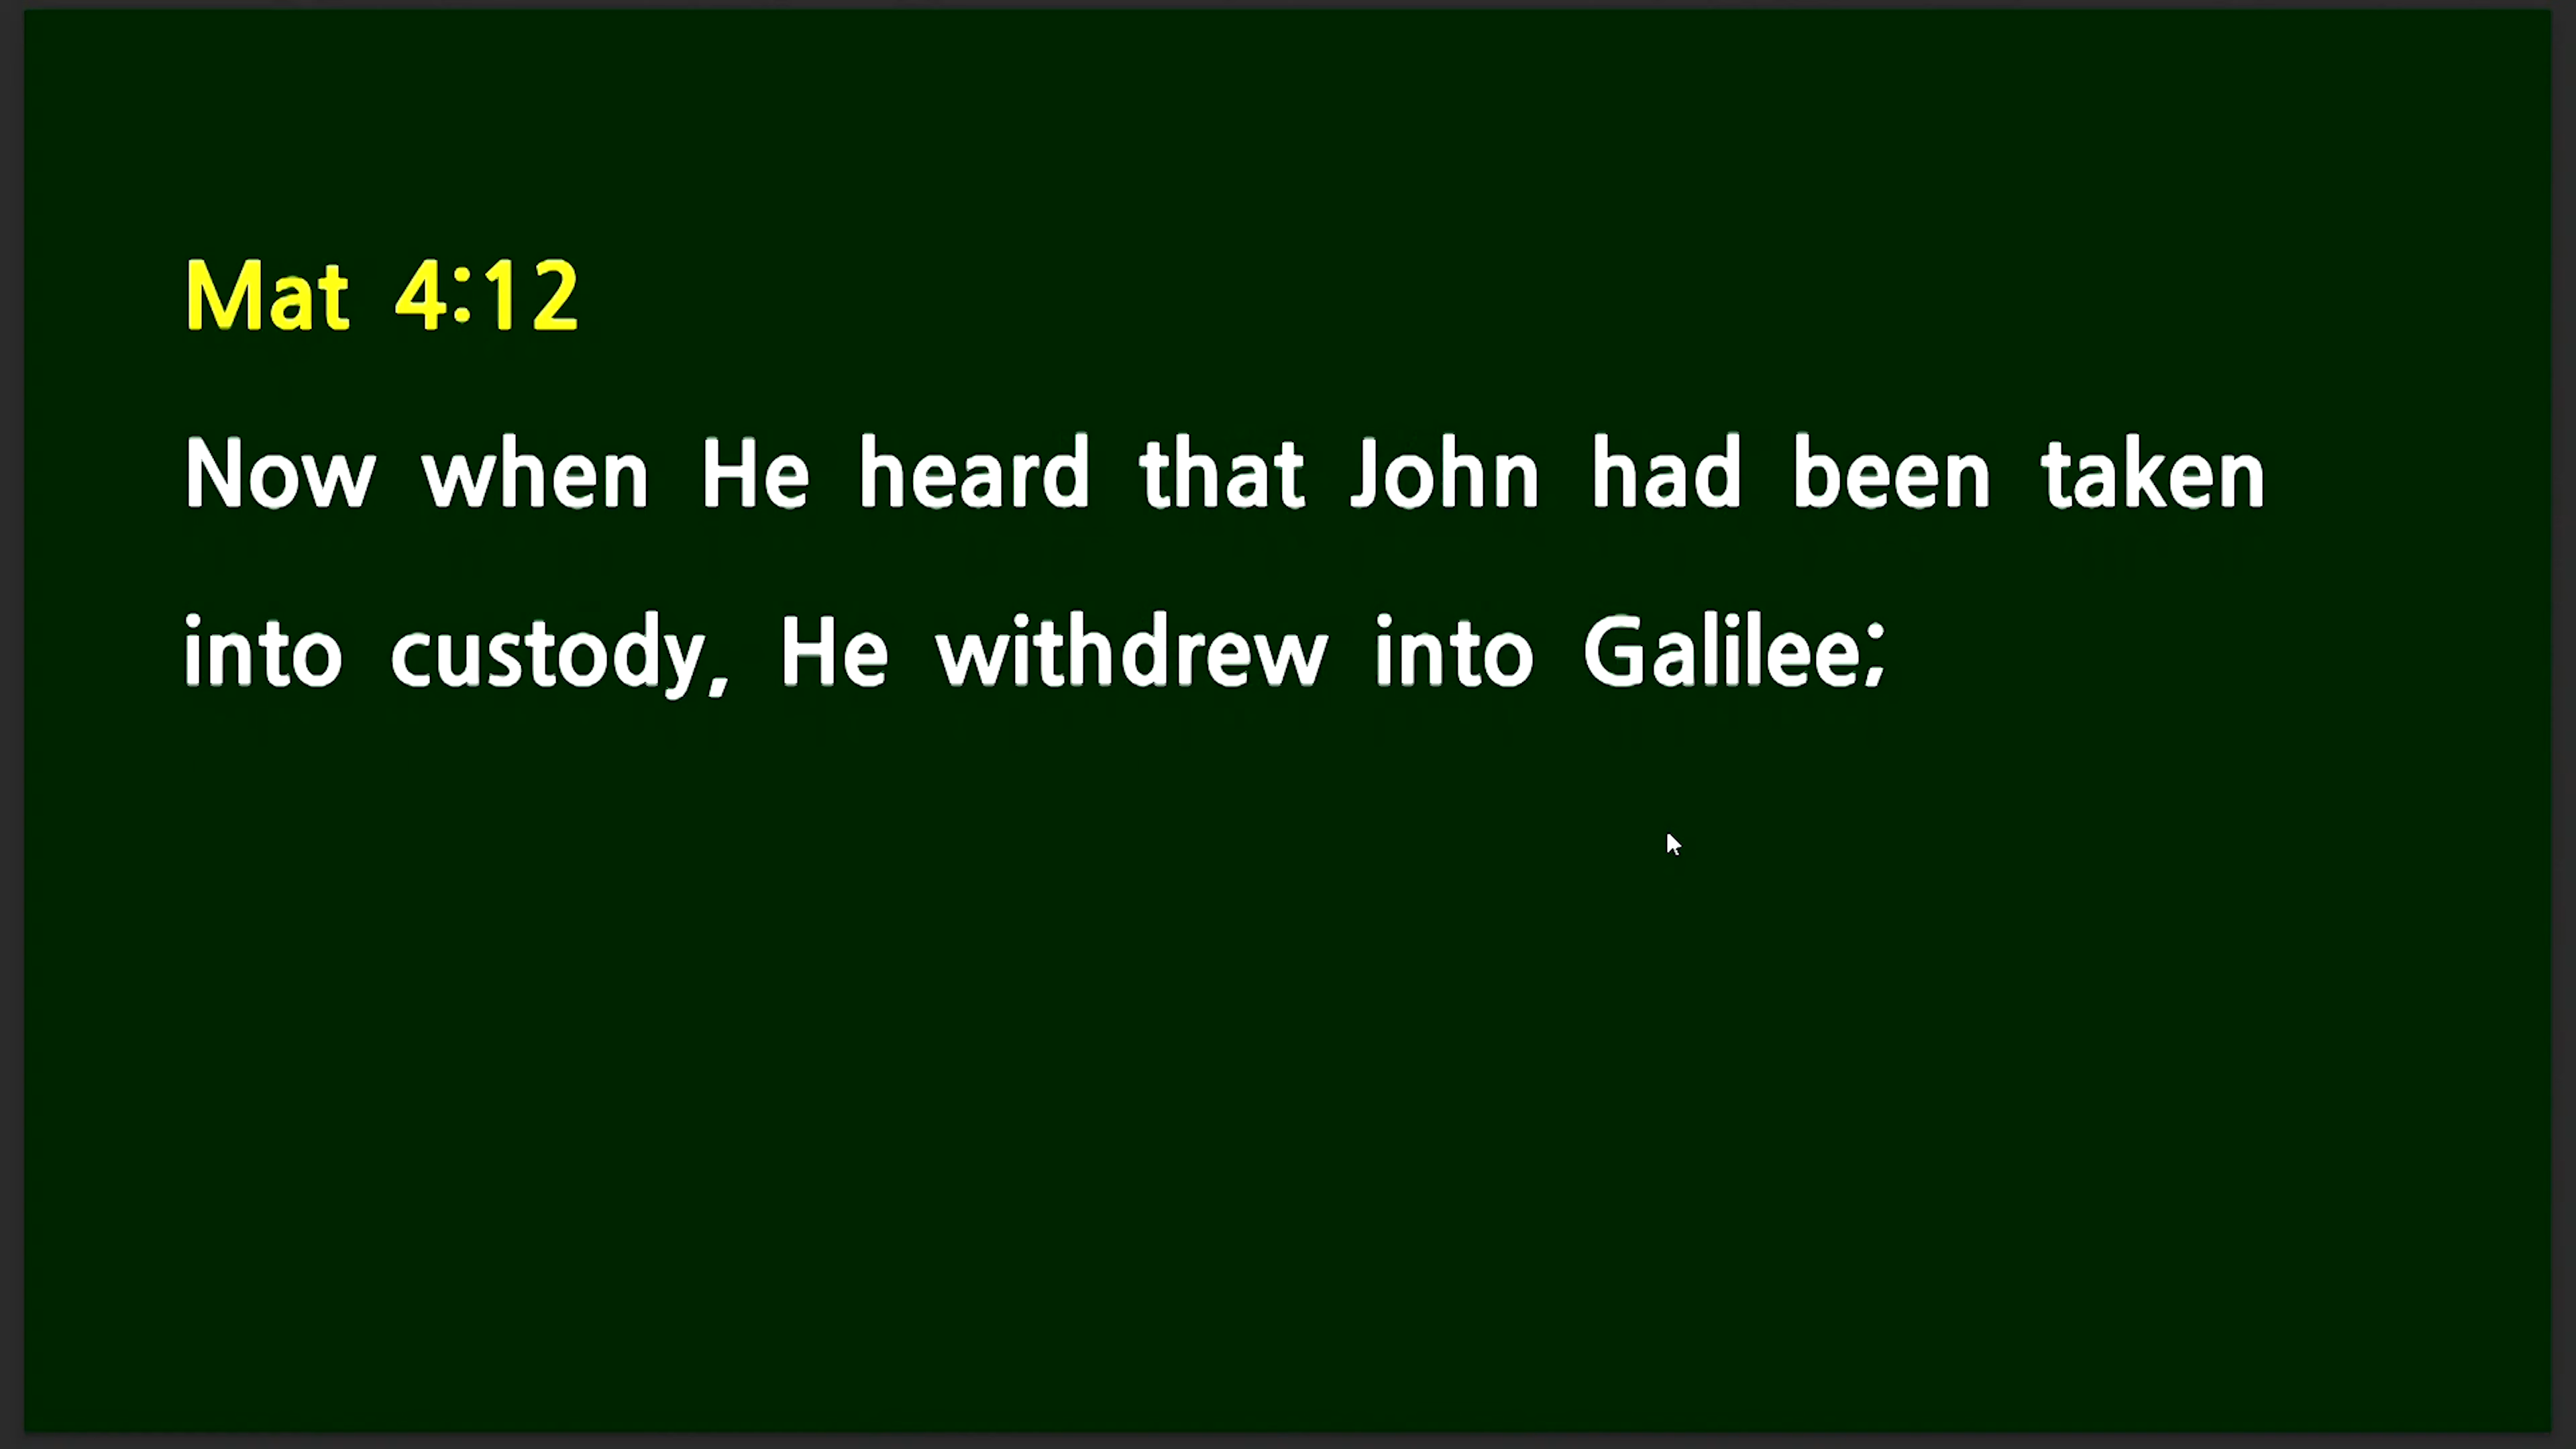 Mat 4:12
Now when He heard that John had been taken
into custody, He withdrew into Galilee;